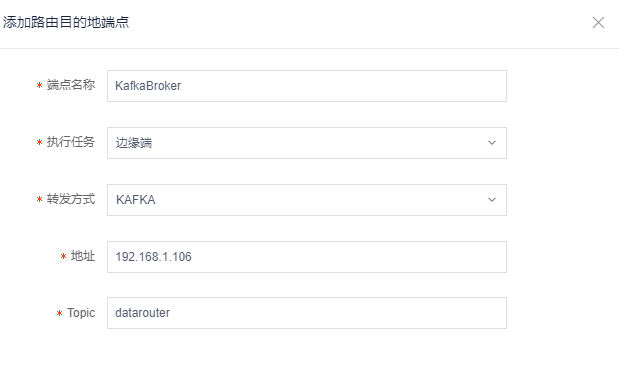 添加路由目的地端点
* 端点名称 KafkaBroker
* 执行任务 边缘端
* 转发方式 KAFKA
* 地址 192.168.1.106
* Topic datarouter